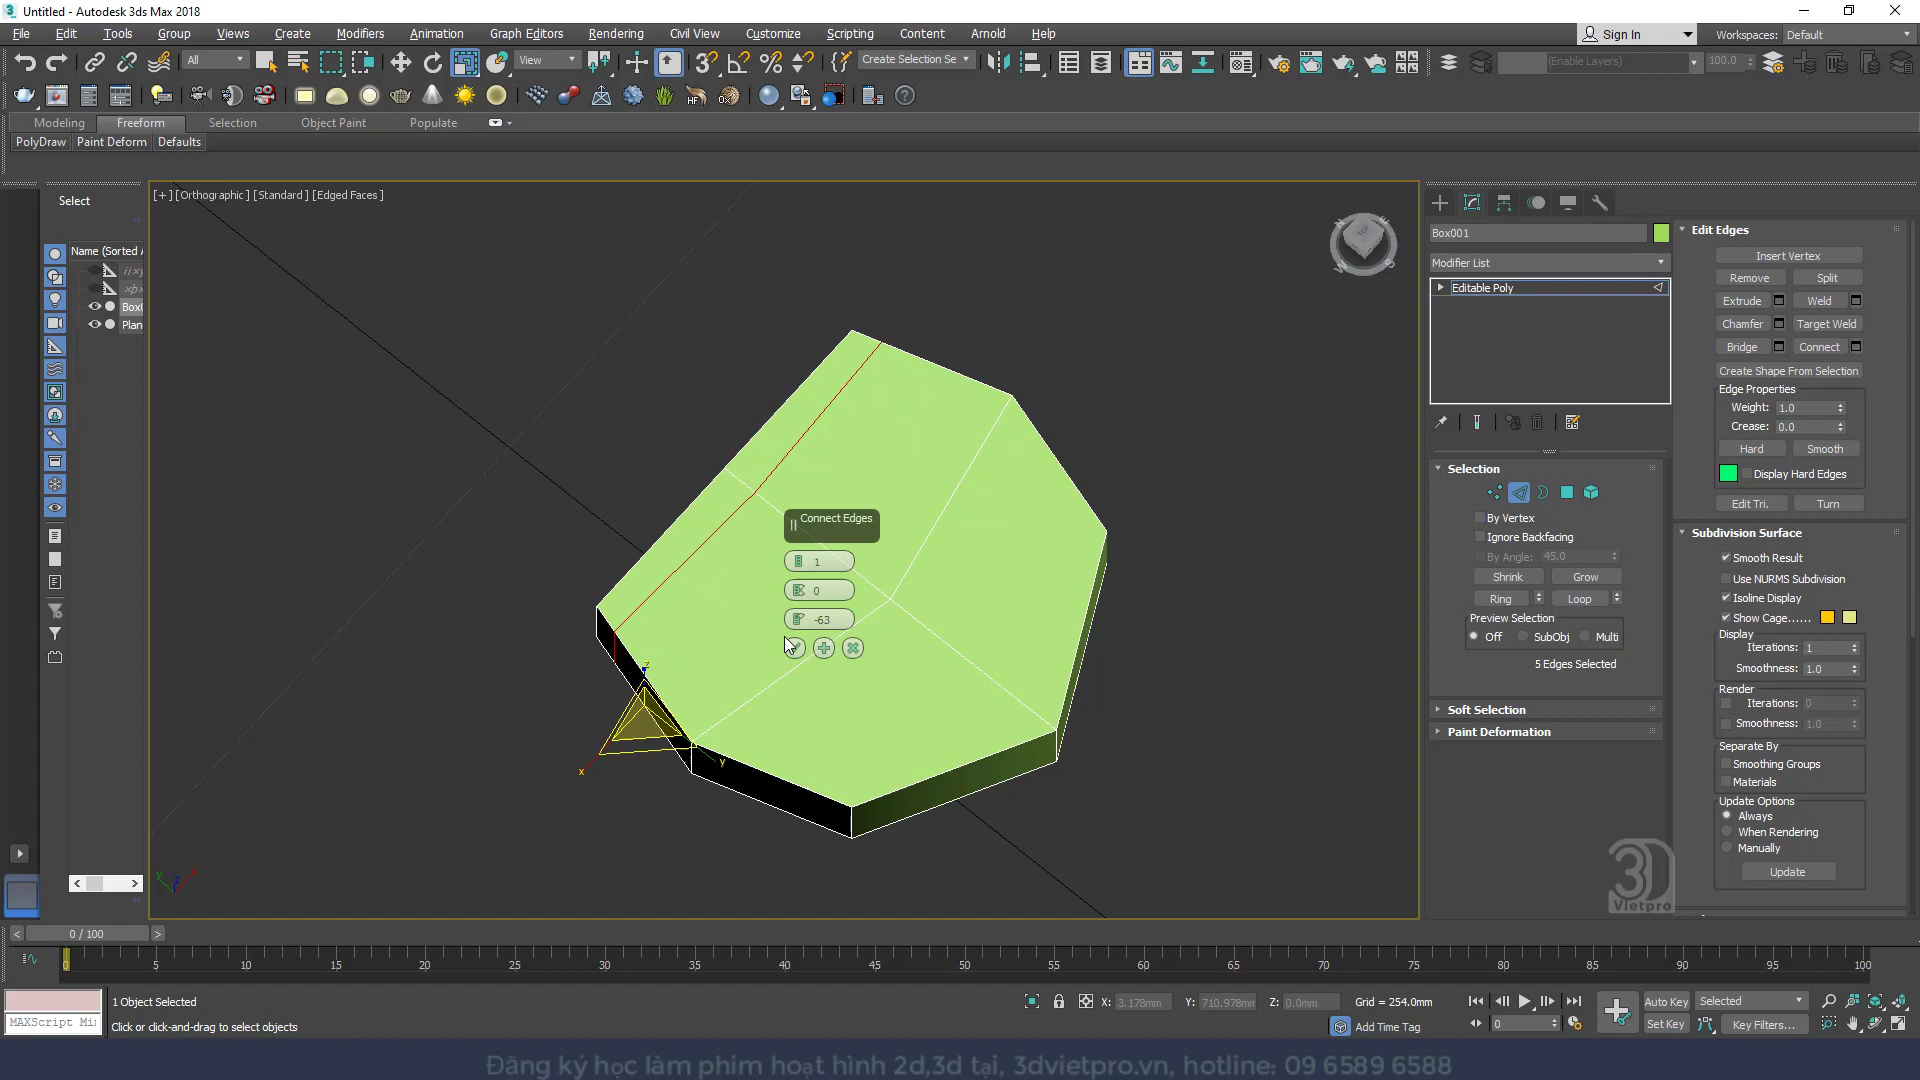 Untitled - Autodesk 3ds Max 2018
File Edit Tools Group Views Create Modifiers Animation Graph Editors Rendering Civil View Customize Scripting Content Arnold Help
Sign In Workspaces: Default
All View Create Selection Se (Enable Layers) 100.0
Modeling Freeform Selection Object Paint Populate
PolyDraw Paint Deform Defaults
Select
Name (Sorted A
Box0
Plan
[+] [Orthographic] [Standard] [Edged Faces]
Connect Edges
1
0
-63
x
y
z
Box001
Modifier List
Editable Poly
Selection
By Vertex
Ignore Backfacing
By Angle: 45.0
Shrink Grow
Ring Loop
Preview Selection
Off SubObj Multi
5 Edges Selected
Soft Selection
Paint Deformation
Edit Edges
Insert Vertex
Remove Split
Extrude Weld
Chamfer Target Weld
Bridge Connect
Create Shape From Selection
Edge Properties
Weight: 1.0
Crease: 0.0
Hard Smooth
Display Hard Edges
Edit Tri. Turn
Subdivision Surface
Smooth Result
Use NURMS Subdivision
Isoline Display
Show Cage......
Display
Iterations: 1
Smoothness: 1.0
Render
Iterations: 0
Smoothness: 1.0
Separate By
Smoothing Groups
Materials
Update Options
Always
When Rendering
Manually
Update
3D
Vietpro
0 / 100
0 5 10 15 20 25 30 35 40 45 50 55 60 65 70 75 80 85 90 95 100
1 Object Selected
X: 3.178mm Y: 710.978mm Z: 0.0mm Grid = 254.0mm
Auto Key Selected
MAXScript Mi
Click or click-and-drag to select objects
Add Time Tag
0
Set Key Key Filters...
Đăng ký học làm phim hoạt hình 2d,3d tại, 3dvietpro.vn, hotline: 09 6589 6588